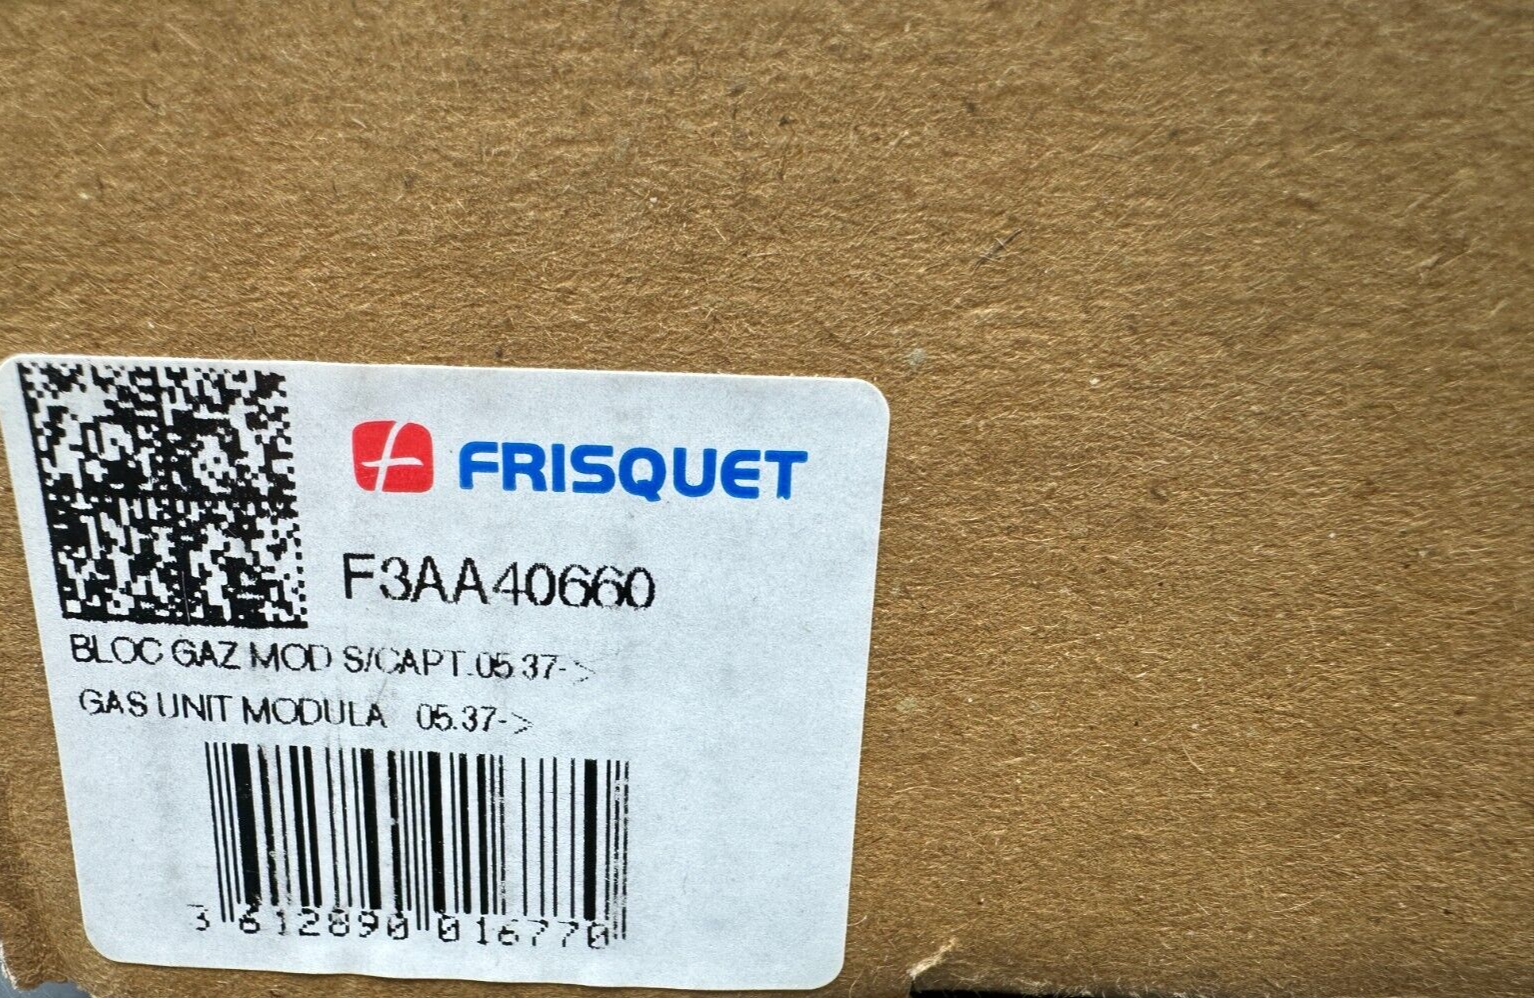 FRISQUET
F3AA40660
BLOC GAZ MOD S/CAPT.05.37->
GAS UNIT MODULA 05.37->
3 612890 016770